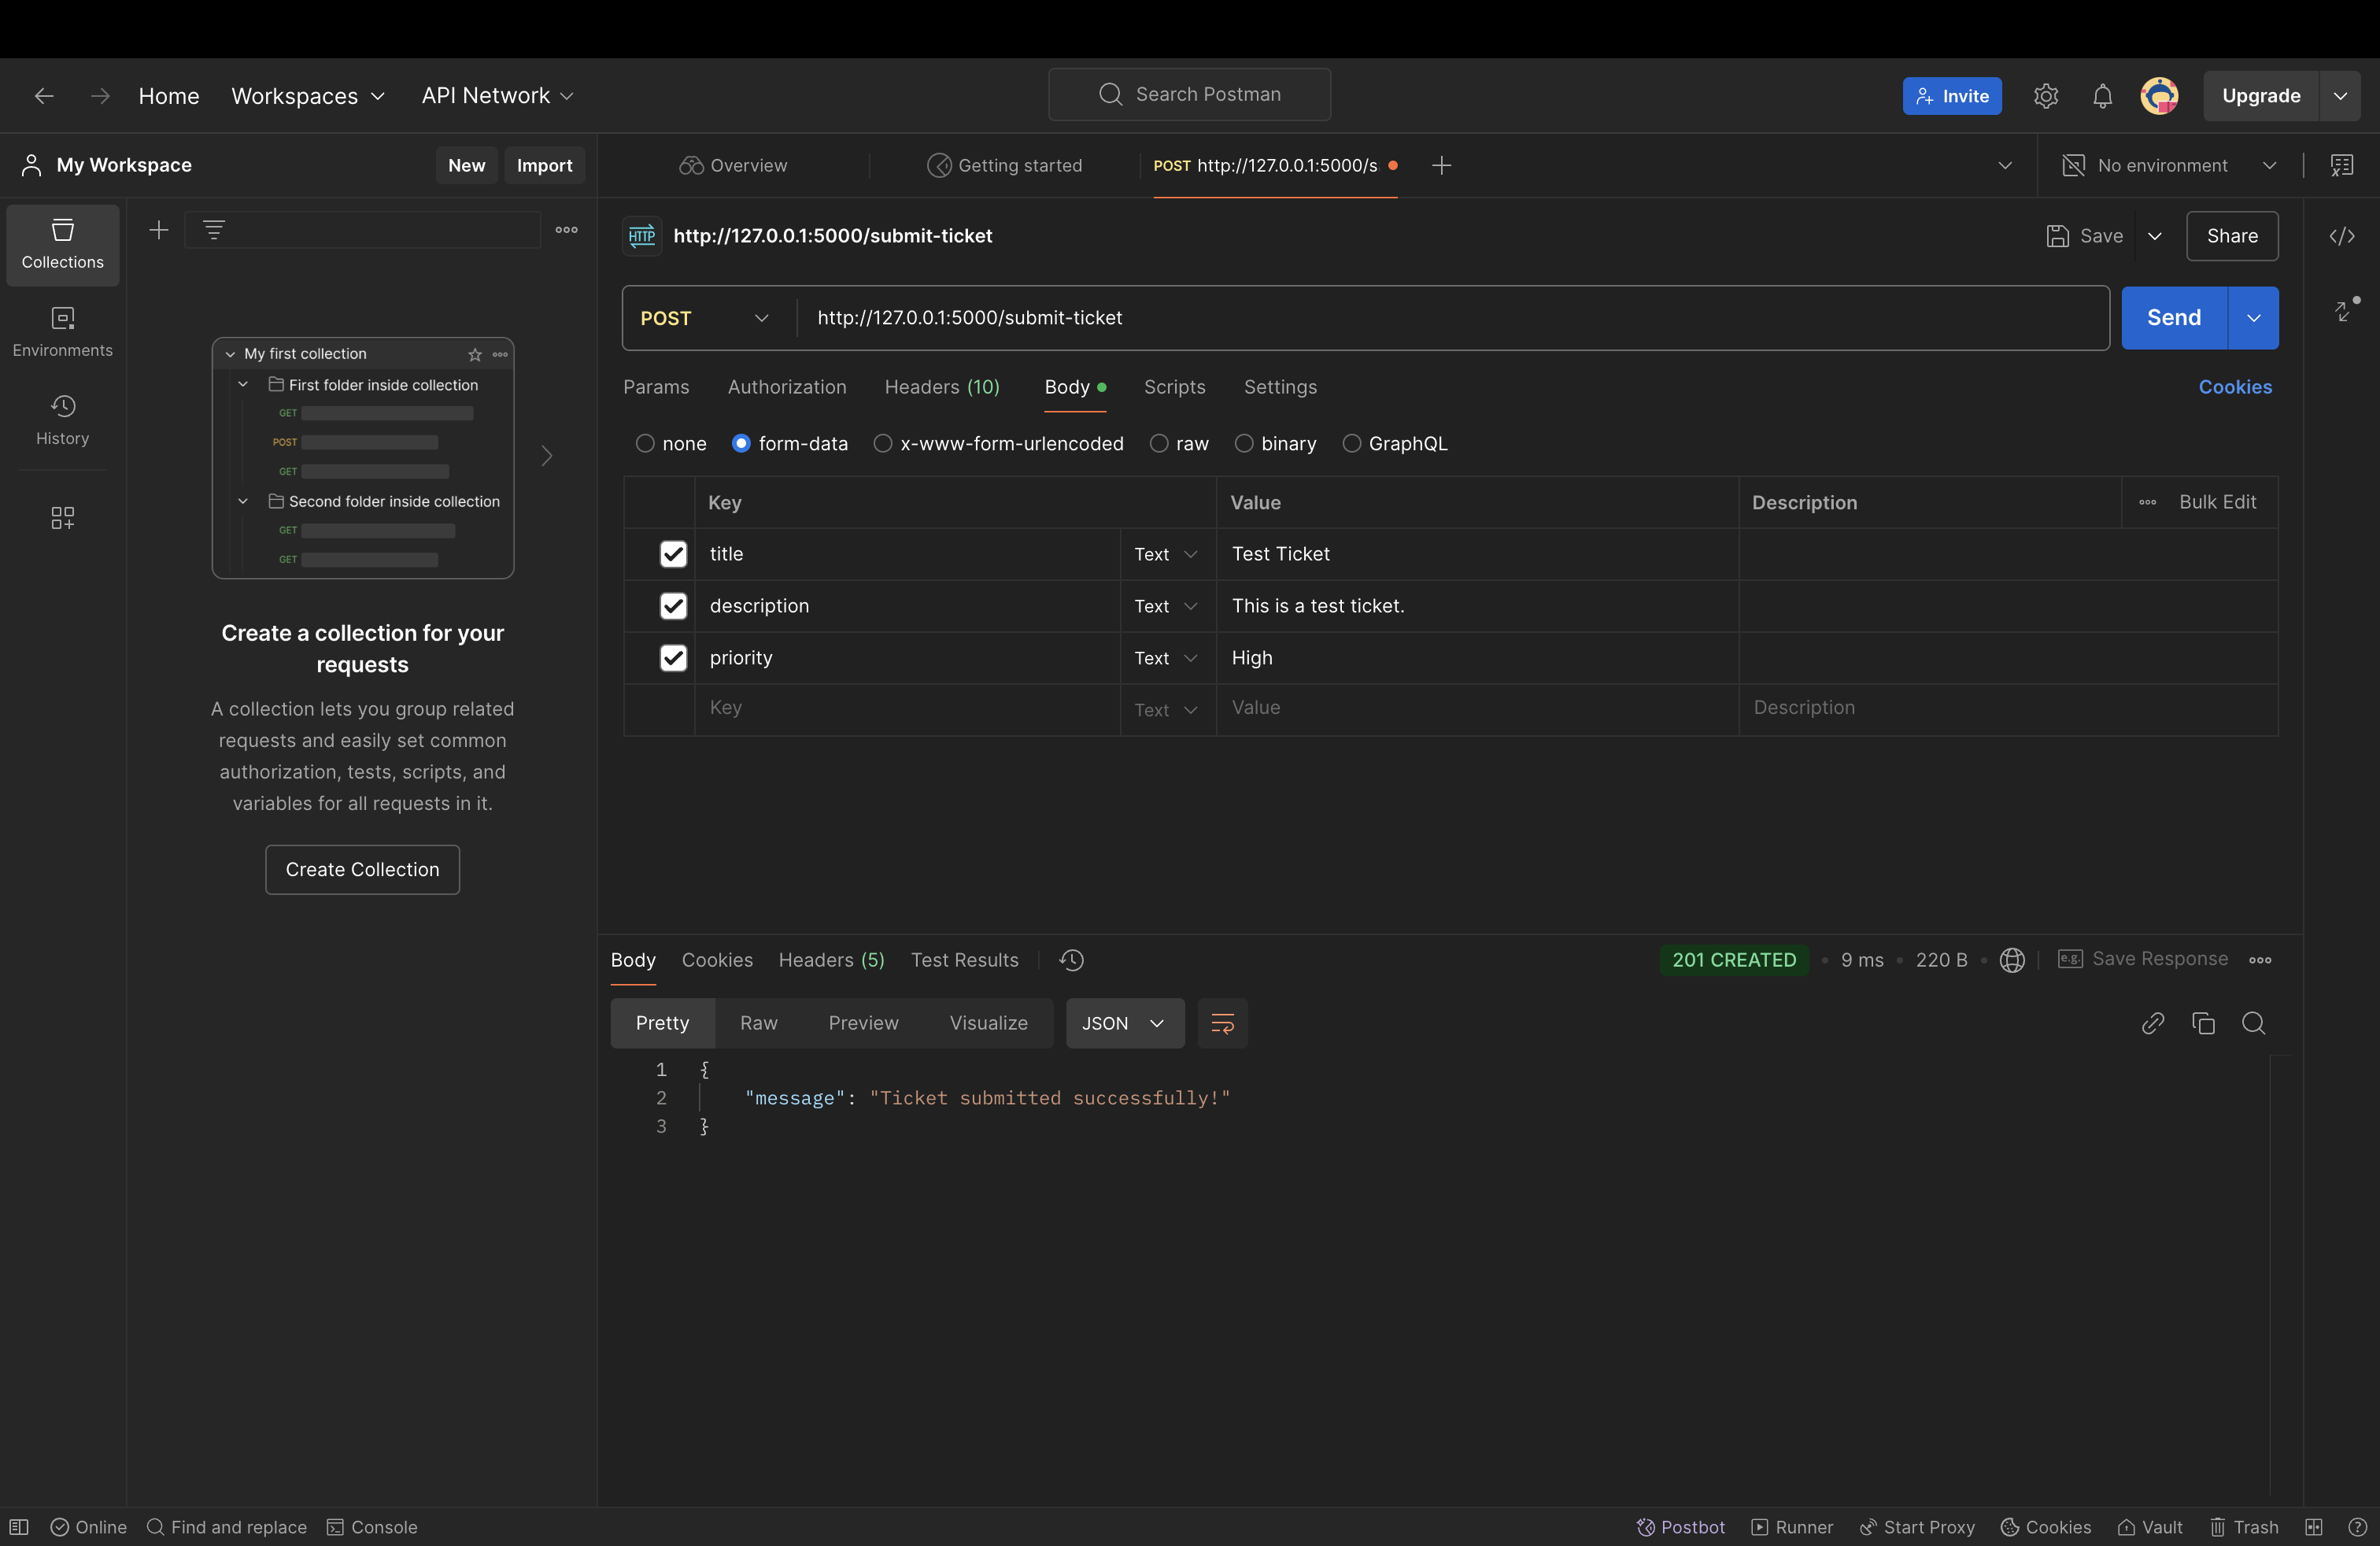 Home Workspaces API Network Search Postman Invite Upgrade
My Workspace New Import Overview Getting started POST http://127.0.0.1:5000/s No environment
Collections
Environments
History
My first collection
First folder inside collection
GET
POST
GET
Second folder inside collection
GET
GET
Create a collection for your
requests
A collection lets you group related
requests and easily set common
authorization, tests, scripts, and
variables for all requests in it.
Create Collection
HTTP http://127.0.0.1:5000/submit-ticket Save Share
POST http://127.0.0.1:5000/submit-ticket Send
Params Authorization Headers (10) Body Scripts Settings Cookies
none form-data x-www-form-urlencoded raw binary GraphQL
Key Value Description Bulk Edit
title Text Test Ticket
description Text This is a test ticket.
priority Text High
Key Text Value Description
Body Cookies Headers (5) Test Results 201 CREATED 9 ms 220 B e.g. Save Response
Pretty Raw Preview Visualize JSON
1 {
2 "message": "Ticket submitted successfully!"
3 }
Online Find and replace Console Postbot Runner Start Proxy Cookies Vault Trash